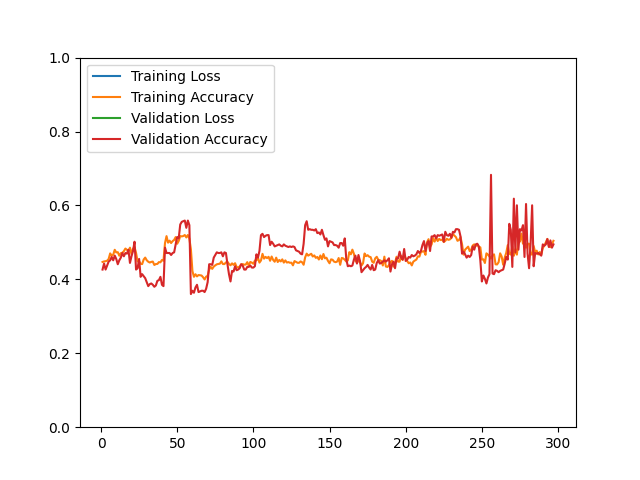 1.0
0.8
0.6
0.4
0.2
0.0
Training Loss
Training Accuracy
Validation Loss
Validation Accuracy
0 50 100 150 200 250 300